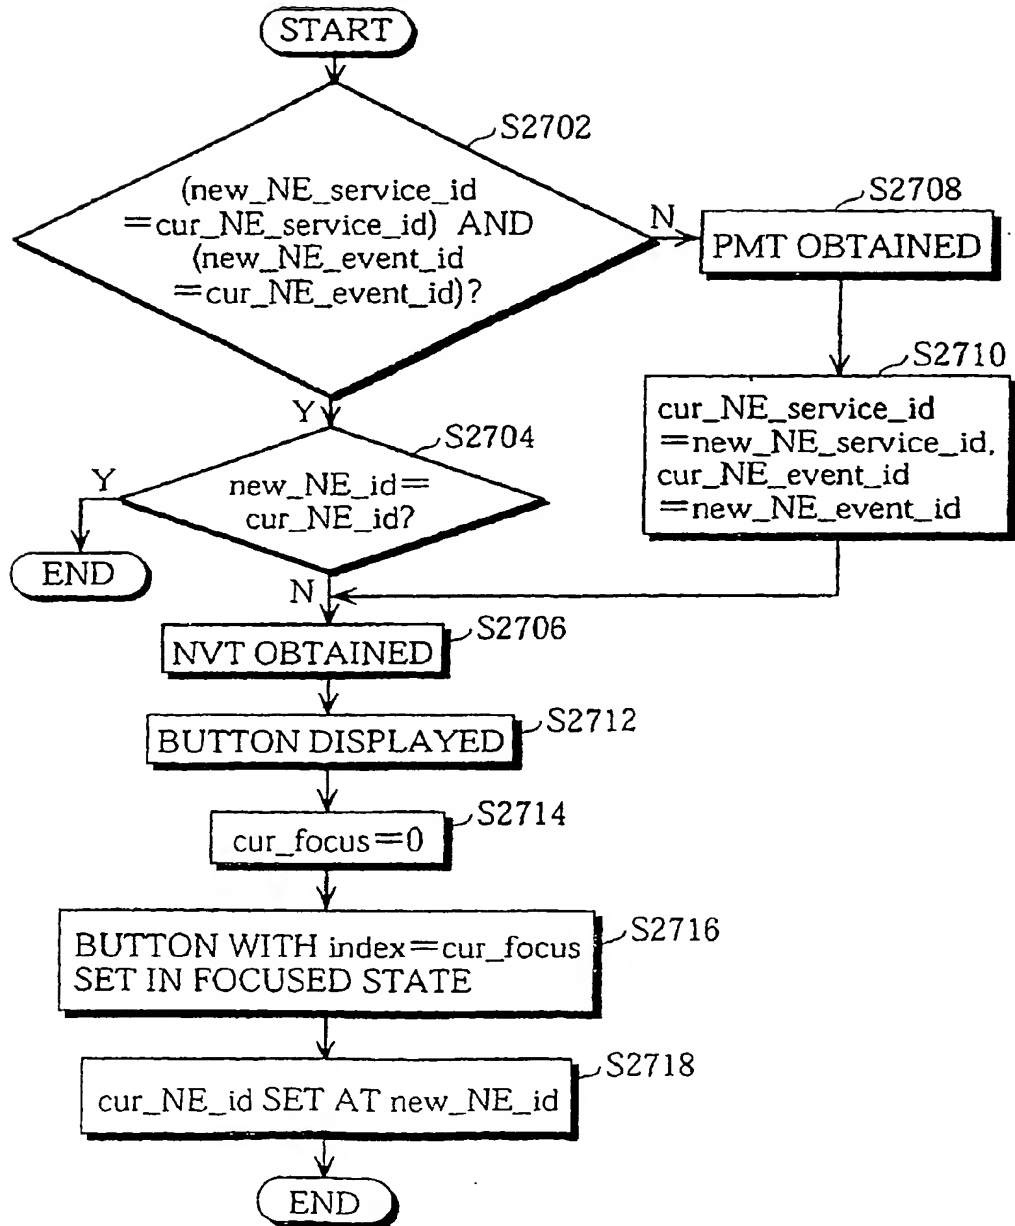 START
S2702
(new_NE_service_id
=cur_NE_service_id) AND
(new_NE_event_id
=cur_NE_event_id)?
N
S2708
PMT OBTAINED
S2710
cur_NE_service_id
=new_NE_service_id,
cur_NE_event_id
=new_NE_event_id
Y
S2704
new_NE_id=
cur_NE_id?
Y
END
N
S2706
NVT OBTAINED
S2712
BUTTON DISPLAYED
S2714
cur_focus=0
S2716
BUTTON WITH index=cur_focus
SET IN FOCUSED STATE
S2718
cur_NE_id SET AT new_NE_id
END